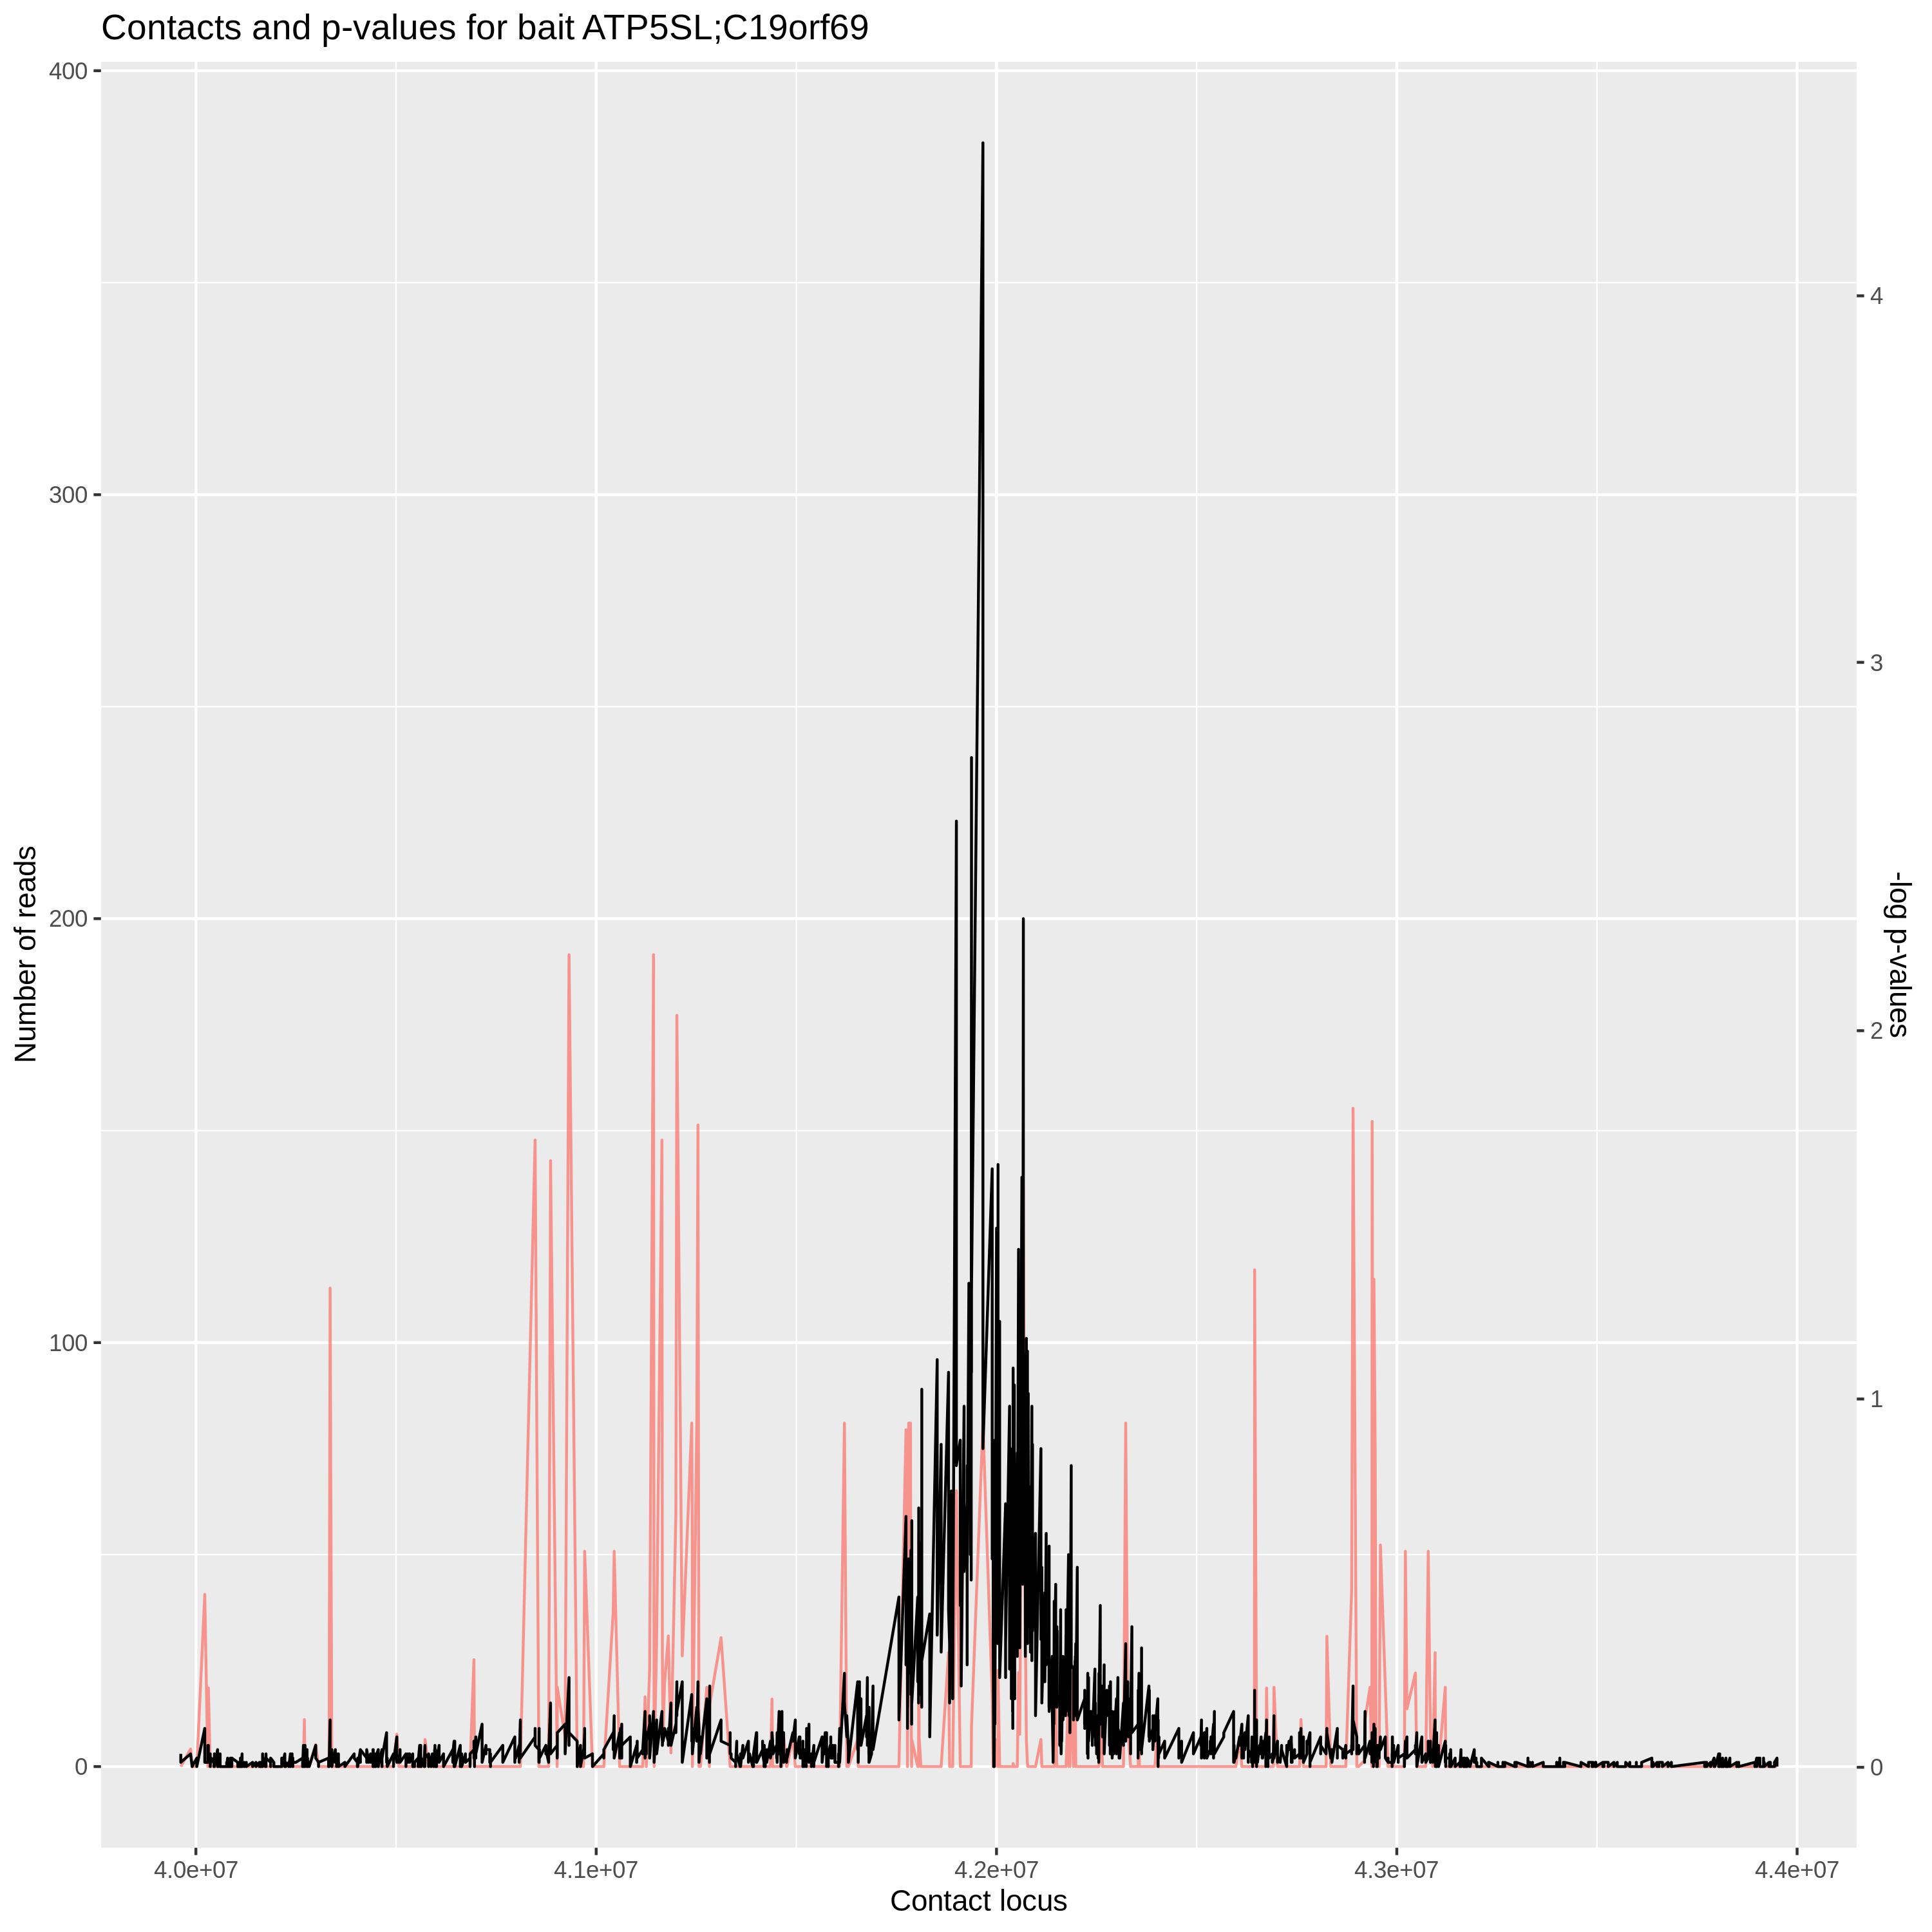 Contacts and p-values for bait ATP5SL;C19orf69
400
300
200
100
0
Number of reads
4
3
2
1
0
-log p-values
4.0e+07 4.1e+07 4.2e+07 4.3e+07 4.4e+07
Contact locus